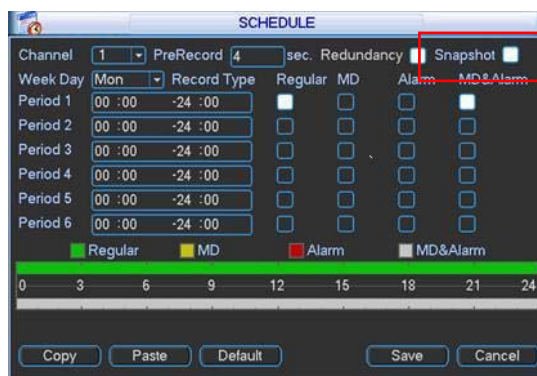 SCHEDULE
Channel 1 PreRecord 4 sec. Redundancy Snapshot
Week Day Mon Record Type Regular MD Alarm MD&Alarm
Period 1 00 :00 -24 :00
Period 2 00 :00 -24 :00
Period 3 00 :00 -24 :00
Period 4 00 :00 -24 :00
Period 5 00 :00 -24 :00
Period 6 00 :00 -24 :00
Regular MD Alarm MD&Alarm
0 3 6 9 12 15 18 21 24
Copy Paste Default Save Cancel